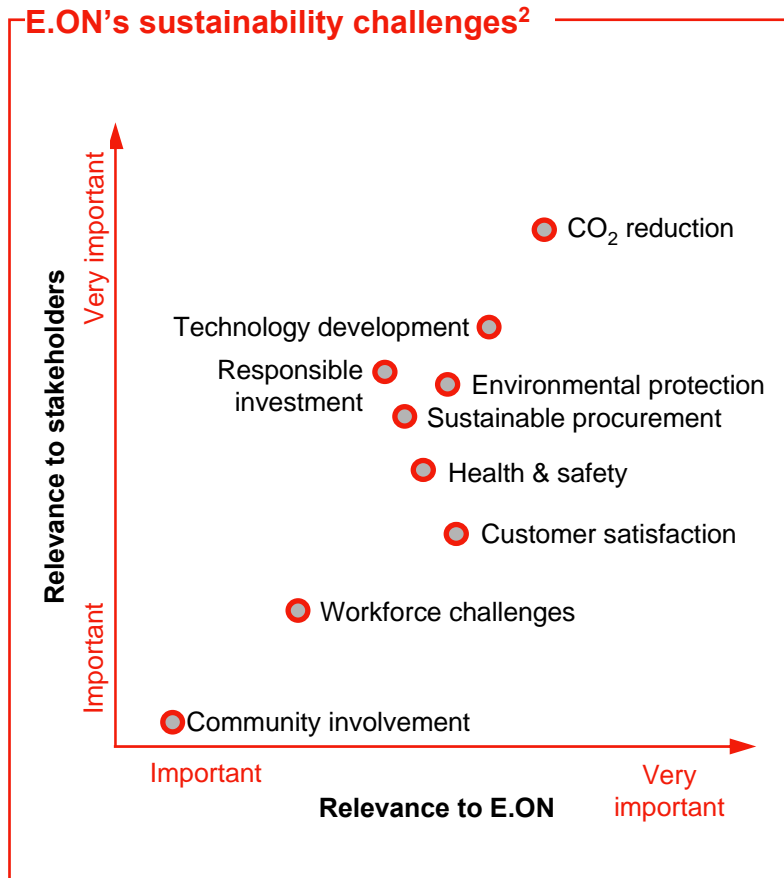 E.ON's sustainability challenges²
Very important
Relevance to stakeholders
Important
CO₂ reduction
Technology development
Responsible
investment
Environmental protection
Sustainable procurement
Health & safety
Customer satisfaction
Workforce challenges
Community involvement
Important
Relevance to E.ON
Very
important